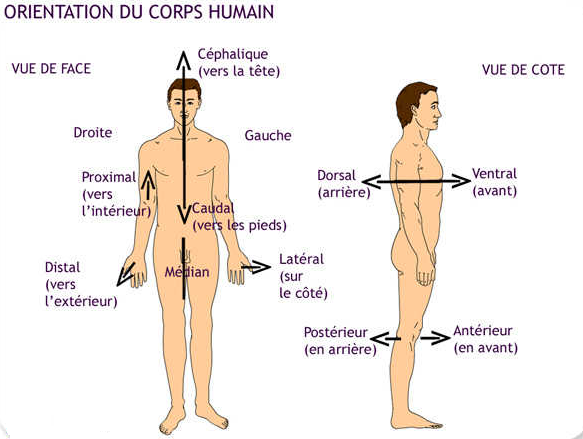 ORIENTATION DU CORPS HUMAIN
VUE DE FACE
Céphalique
(vers la tête)
VUE DE COTE
Droite
Gauche
Proximal
(vers
l'intérieur)
Caudal
(vers les pieds)
Dorsal
(arrière)
Ventral
(avant)
Distal
(vers
l'extérieur)
Médian
Latéral
(sur
le côté)
Postérieur
(en arrière)
Antérieur
(en avant)